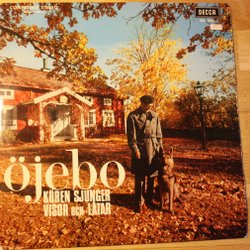 DECCA
öjebo
KÖREN SJUNGER
VISOR OCH LÅTAR